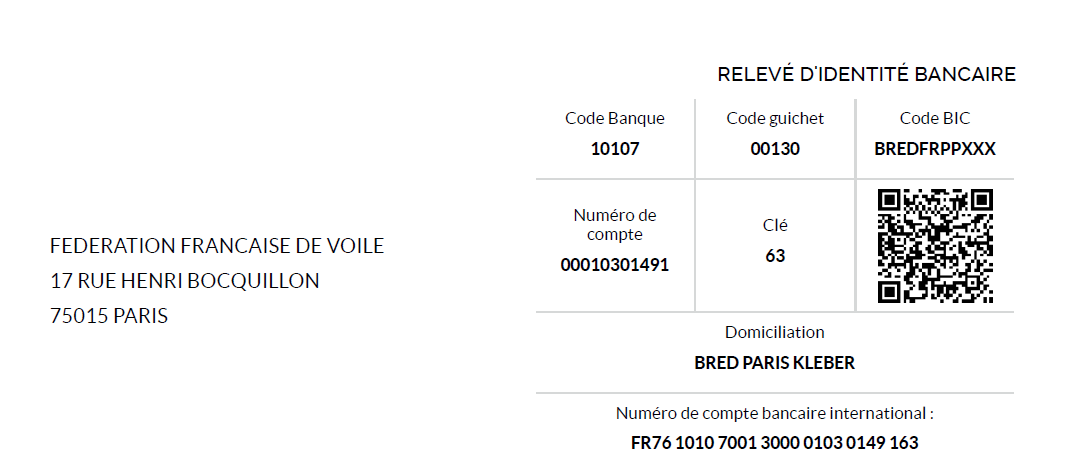 RELEVÉ D'IDENTITÉ BANCAIRE
Code Banque
10107
Code guichet
00130
Code BIC
BREDFRPPXXX
Numéro de
compte
00010301491
Clé
63
FEDERATION FRANCAISE DE VOILE
17 RUE HENRI BOCQUILLON
75015 PARIS
Domiciliation
BRED PARIS KLEBER
Numéro de compte bancaire international :
FR76 1010 7001 3000 0103 0149 163